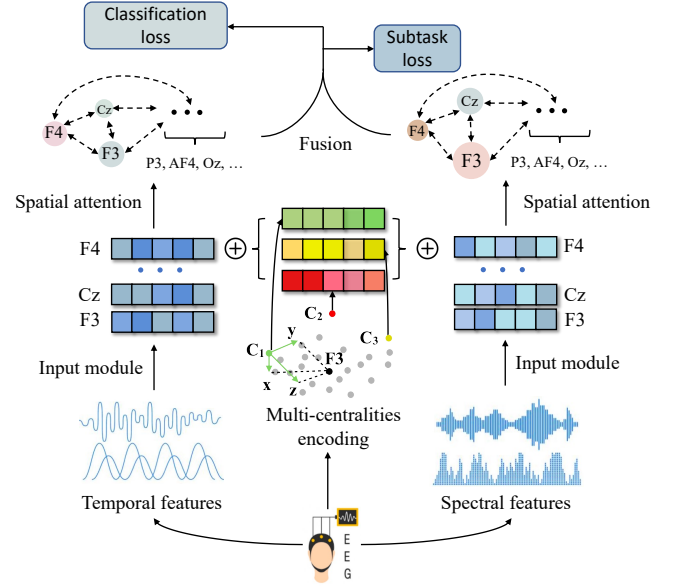 Classification
loss
Subtask
loss
Cz
F4
F3
P3, AF4, Oz, …
Fusion
Cz
F4
F3
P3, AF4, Oz, …
Spatial attention
Spatial attention
F4
Cz
F3
F4
Cz
F3
C2
C1
C3
y
x
z
F3
Input module
Input module
Multi-centralities
encoding
Temporal features
Spectral features
E
E
G